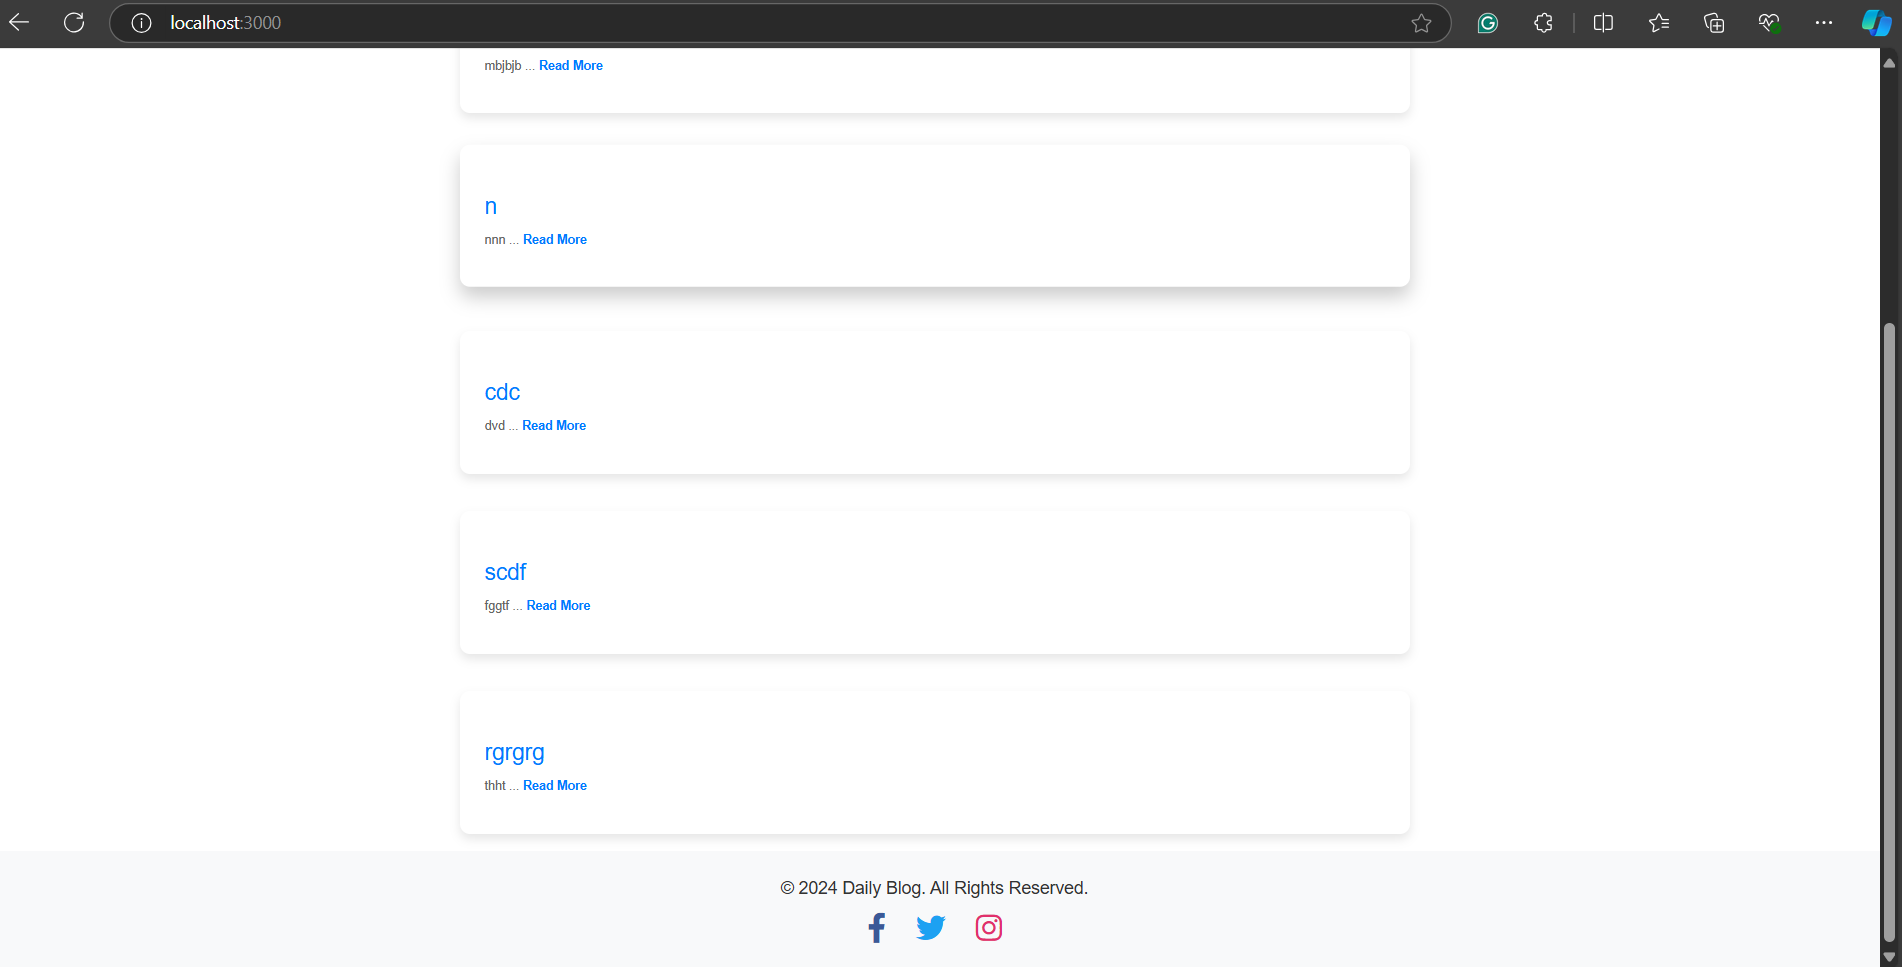 localhost:3000
mbjbjb ... Read More
n
nnn ... Read More
cdc
dvd ... Read More
scdf
fggtf ... Read More
rgrgrg
thht ... Read More
© 2024 Daily Blog. All Rights Reserved.